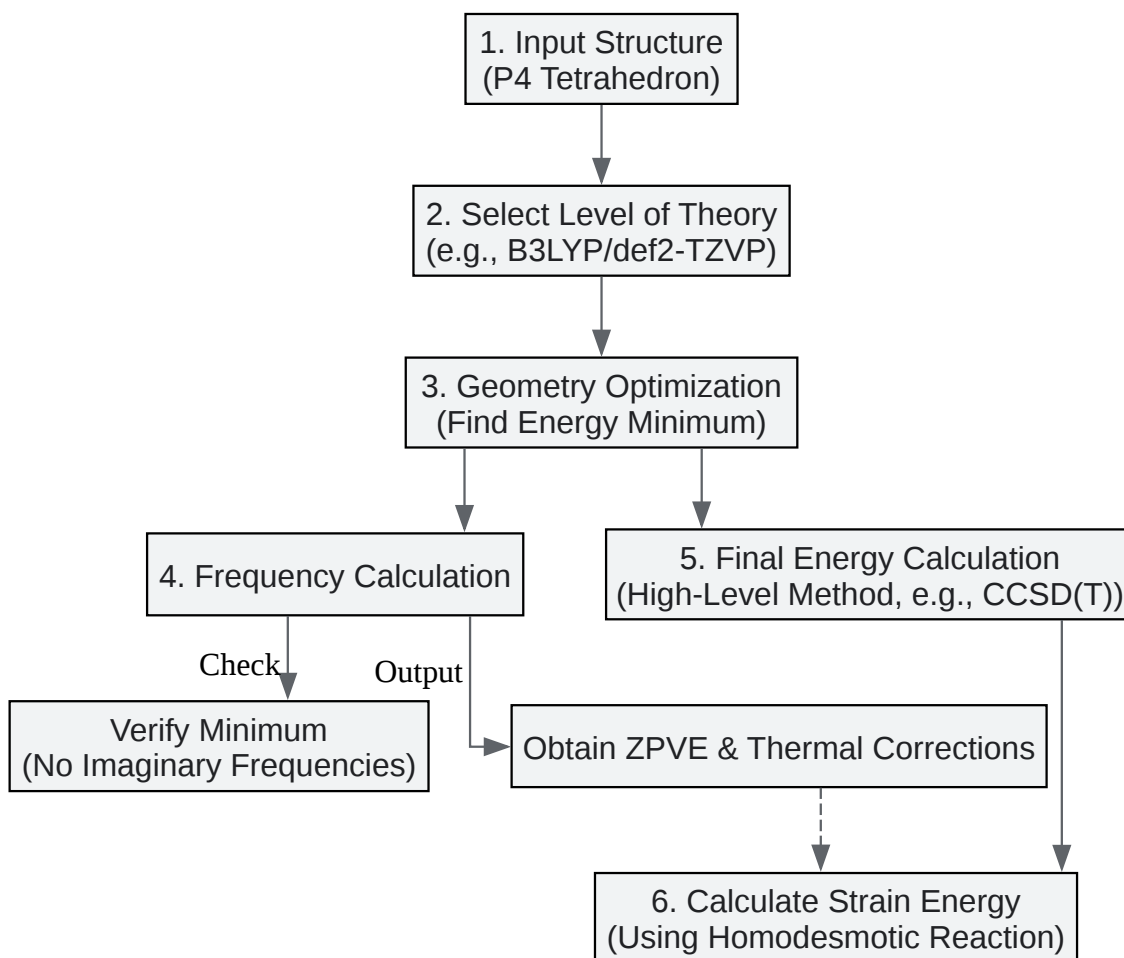 1. Input Structure
(P4 Tetrahedron)
2. Select Level of Theory
(e.g., B3LYP/def2-TZVP)
3. Geometry Optimization
(Find Energy Minimum)
4. Frequency Calculation
5. Final Energy Calculation
(High-Level Method, e.g., CCSD(T))
Check
Output
Verify Minimum
(No Imaginary Frequencies)
Obtain ZPVE & Thermal Corrections
6. Calculate Strain Energy
(Using Homodesmotic Reaction)